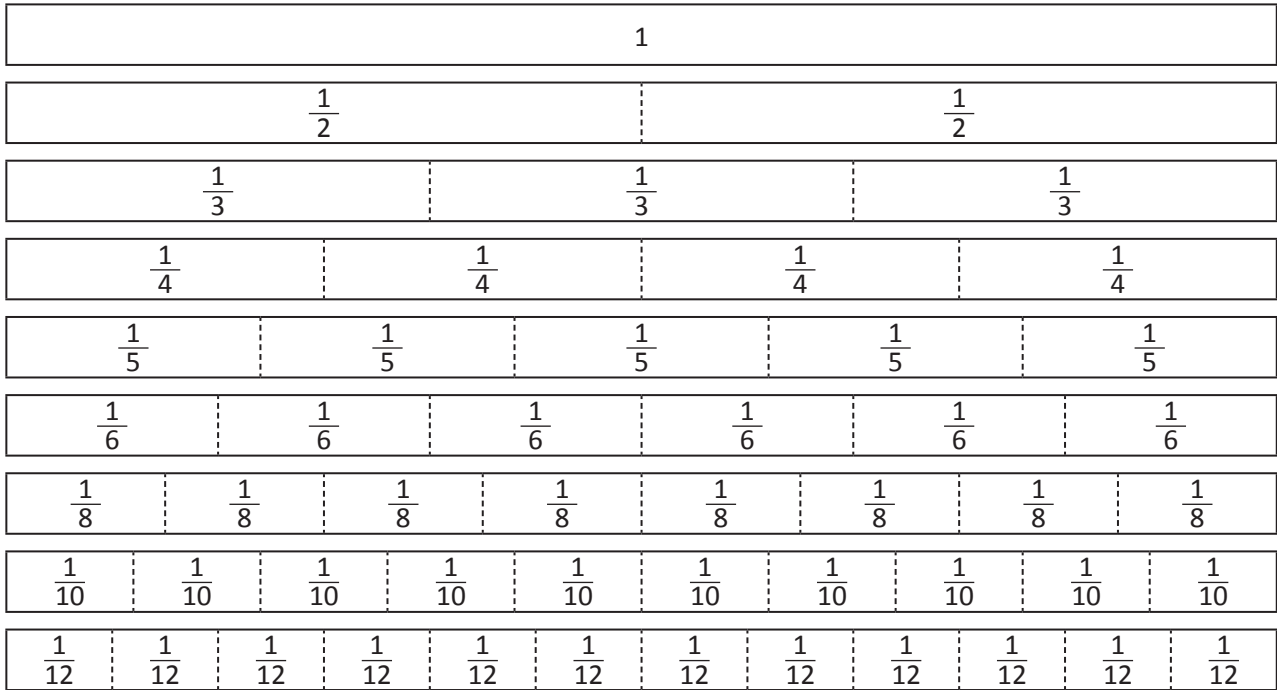 1
1/2 1/2
1/3 1/3 1/3
1/4 1/4 1/4 1/4
1/5 1/5 1/5 1/5 1/5
1/6 1/6 1/6 1/6 1/6 1/6
1/8 1/8 1/8 1/8 1/8 1/8 1/8 1/8
1/10 1/10 1/10 1/10 1/10 1/10 1/10 1/10 1/10 1/10
1/12 1/12 1/12 1/12 1/12 1/12 1/12 1/12 1/12 1/12 1/12 1/12